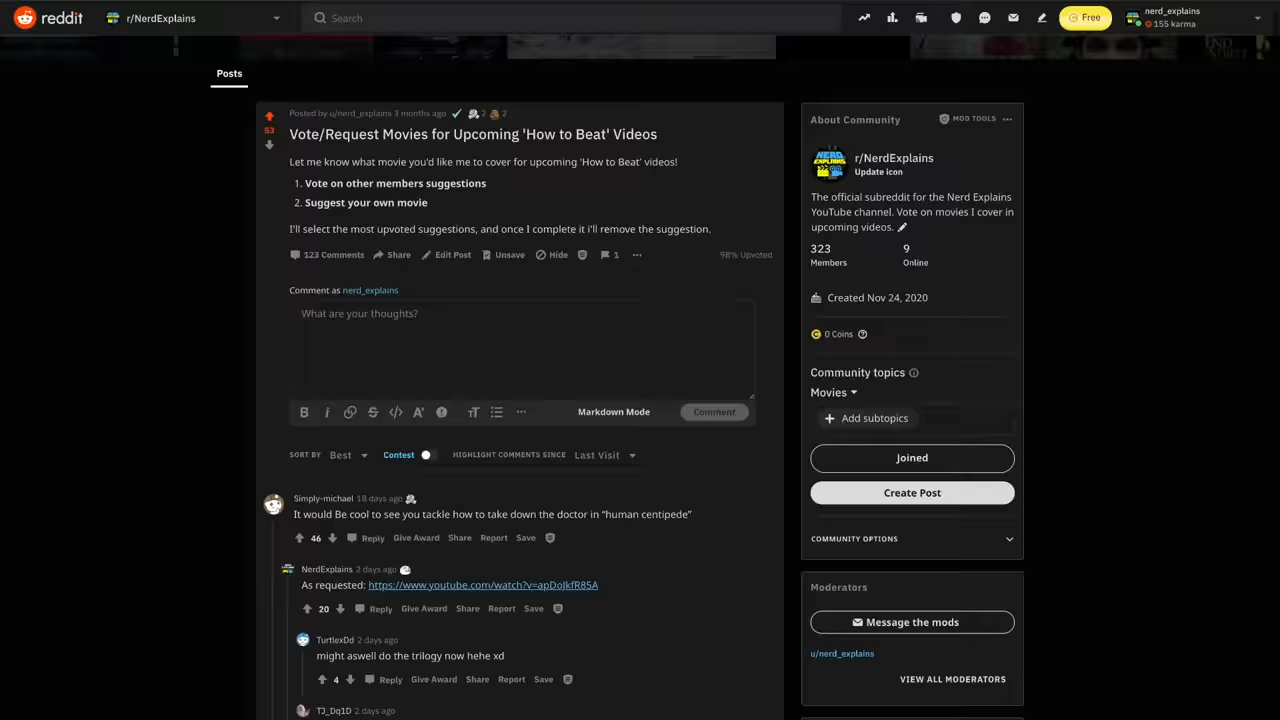 reddit
r/NerdExplains
Search
Free
nerd_explains
155 karma
Posts
Posted by u/nerd_explains 3 months ago 2 2
53
Vote/Request Movies for Upcoming 'How to Beat' Videos
Let me know what movie you'd like me to cover for upcoming 'How to Beat' videos!
1. Vote on other members suggestions
2. Suggest your own movie
I'll select the most upvoted suggestions, and once I complete it i'll remove the suggestion.
123 Comments Share Edit Post Unsave Hide 1 ... 98% Upvoted
Comment as nerd_explains
What are your thoughts?
B i S </> A TT ... Markdown Mode Comment
SORT BY Best Contest HIGHLIGHT COMMENTS SINCE Last Visit
Simply-michael 18 days ago
It would Be cool to see you tackle how to take down the doctor in “human centipede”
46 Reply Give Award Share Report Save
NerdExplains 2 days ago
As requested: https://www.youtube.com/watch?v=apDoJkfR85A
20 Reply Give Award Share Report Save
TurtlexDd 2 days ago
might aswell do the trilogy now hehe xd
4 Reply Give Award Share Report Save
TJ_Dq1D 2 days ago
About Community MOD TOOLS ...
NERD EXPLAINS
r/NerdExplains
Update icon
The official subreddit for the Nerd Explains
YouTube channel. Vote on movies I cover in
upcoming videos.
323 9
Members Online
Created Nov 24, 2020
0 Coins
Community topics
Movies
+ Add subtopics
Joined
Create Post
COMMUNITY OPTIONS
Moderators
Message the mods
u/nerd_explains
VIEW ALL MODERATORS